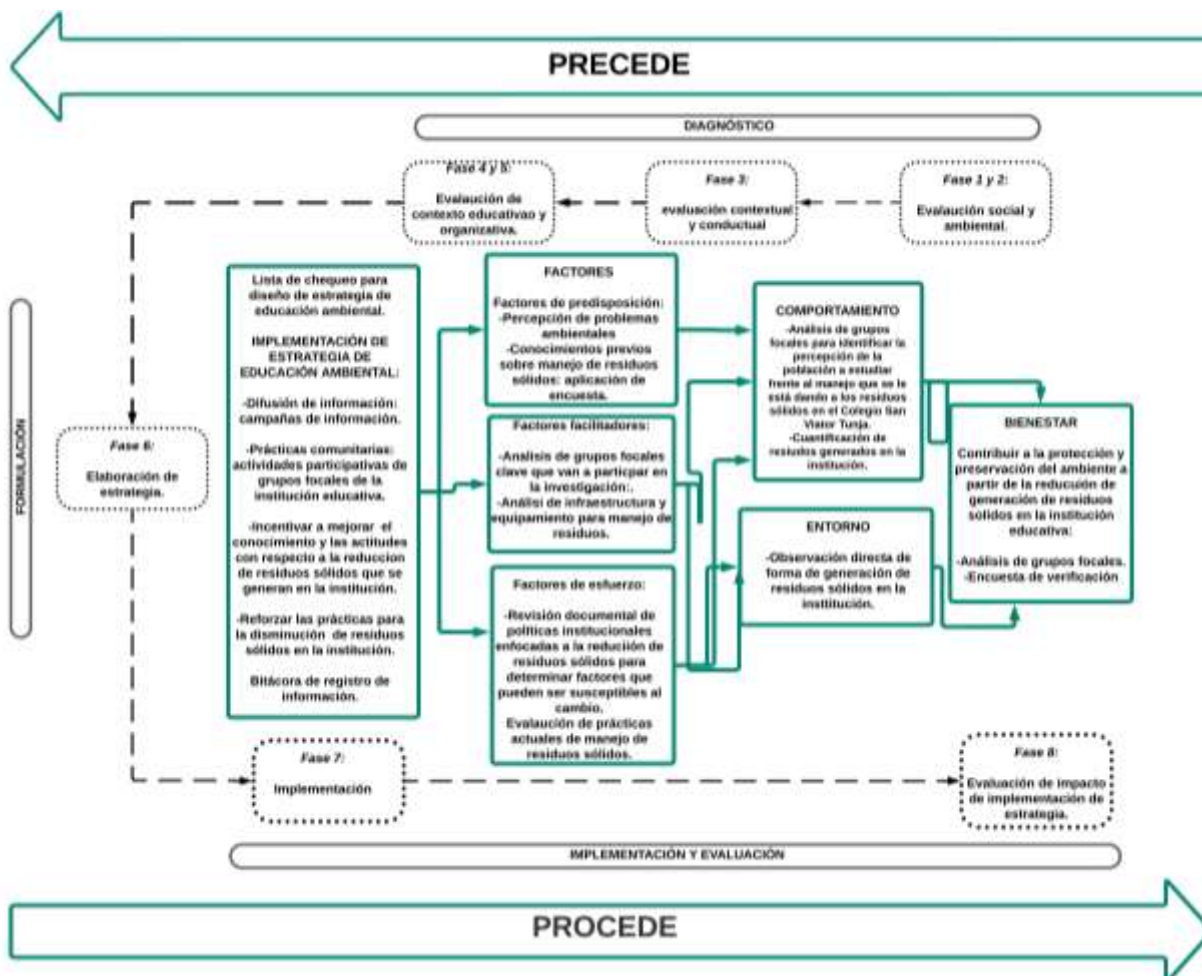 PRECEDE
DIAGNÓSTICO
Fase 4 y 5:
Evalaución de
contexto educativao y
organizativa.
Fase 3:
evaluación contextual
y conductual
Fase 1 y 2:
Evalaución social y
ambiental.
FORMULACIÓN
Fase 6:
Elaboración de
estrategia.
Lista de chequeo para
diseño de estrategia de
educación ambiental.
IMPLEMENTACIÓN DE
ESTRATEGIA DE
EDUCACIÓN AMBIENTAL:
-Difusión de información:
campañas de información.
-Prácticas comunitarias:
actividades participativas de
grupos focales de la
institución educativa.
-Incentivar a mejorar el
conocimiento y las actitudes
con respecto a la reduccion
de residuos sólidos que se
generan en la institución.
-Reforzar las prácticas para
la disminución de residuos
sólidos en la institución.
Bitácora de registro de
información.
FACTORES
Factores de predisposición:
-Percepción de problemas
ambientales
-Conocimientos previos
sobre manejo de residuos
sólidos: aplicación de
encuesta.
Factores facilitadores:
-Analisis de grupos focales
clave que van a particpar en
la investigación:.
-Análisi de infraestructura y
equipamiento para manejo de
residuos.
Factores de esfuerzo:
-Revisión documental de
políticas institucionales
enfocadas a la reduciión de
residuos sólidos para
determinar factores que
pueden ser susceptibles al
cambio.
Evalaución de prácticas
actuales de manejo de
residuos sólidos.
COMPORTAMIENTO
-Análisis de grupos
focales para identificar la
percepción de la
población a estudiar
frente al manejo que se le
está dando a los residuos
sólidos en el Colegio San
Viator Tunja.
-Cuantificación de
residuos generados en la
institución.
ENTORNO
-Observación directa de
forma de generación de
residuos sólidos en la
institución.
BIENESTAR
Contribuir a la protección y
preservación del ambiente a
partir de la reducción de
generación de residuos
sólidos en la institución
educativa:
-Análisis de grupos focales.
-Encuesta de verificación
Fase 7:
Implementación
Fase 8:
Evaluación de impacto
de implementación de
estrategia.
IMPLEMENTACIÓN Y EVALUACIÓN
PROCEDE